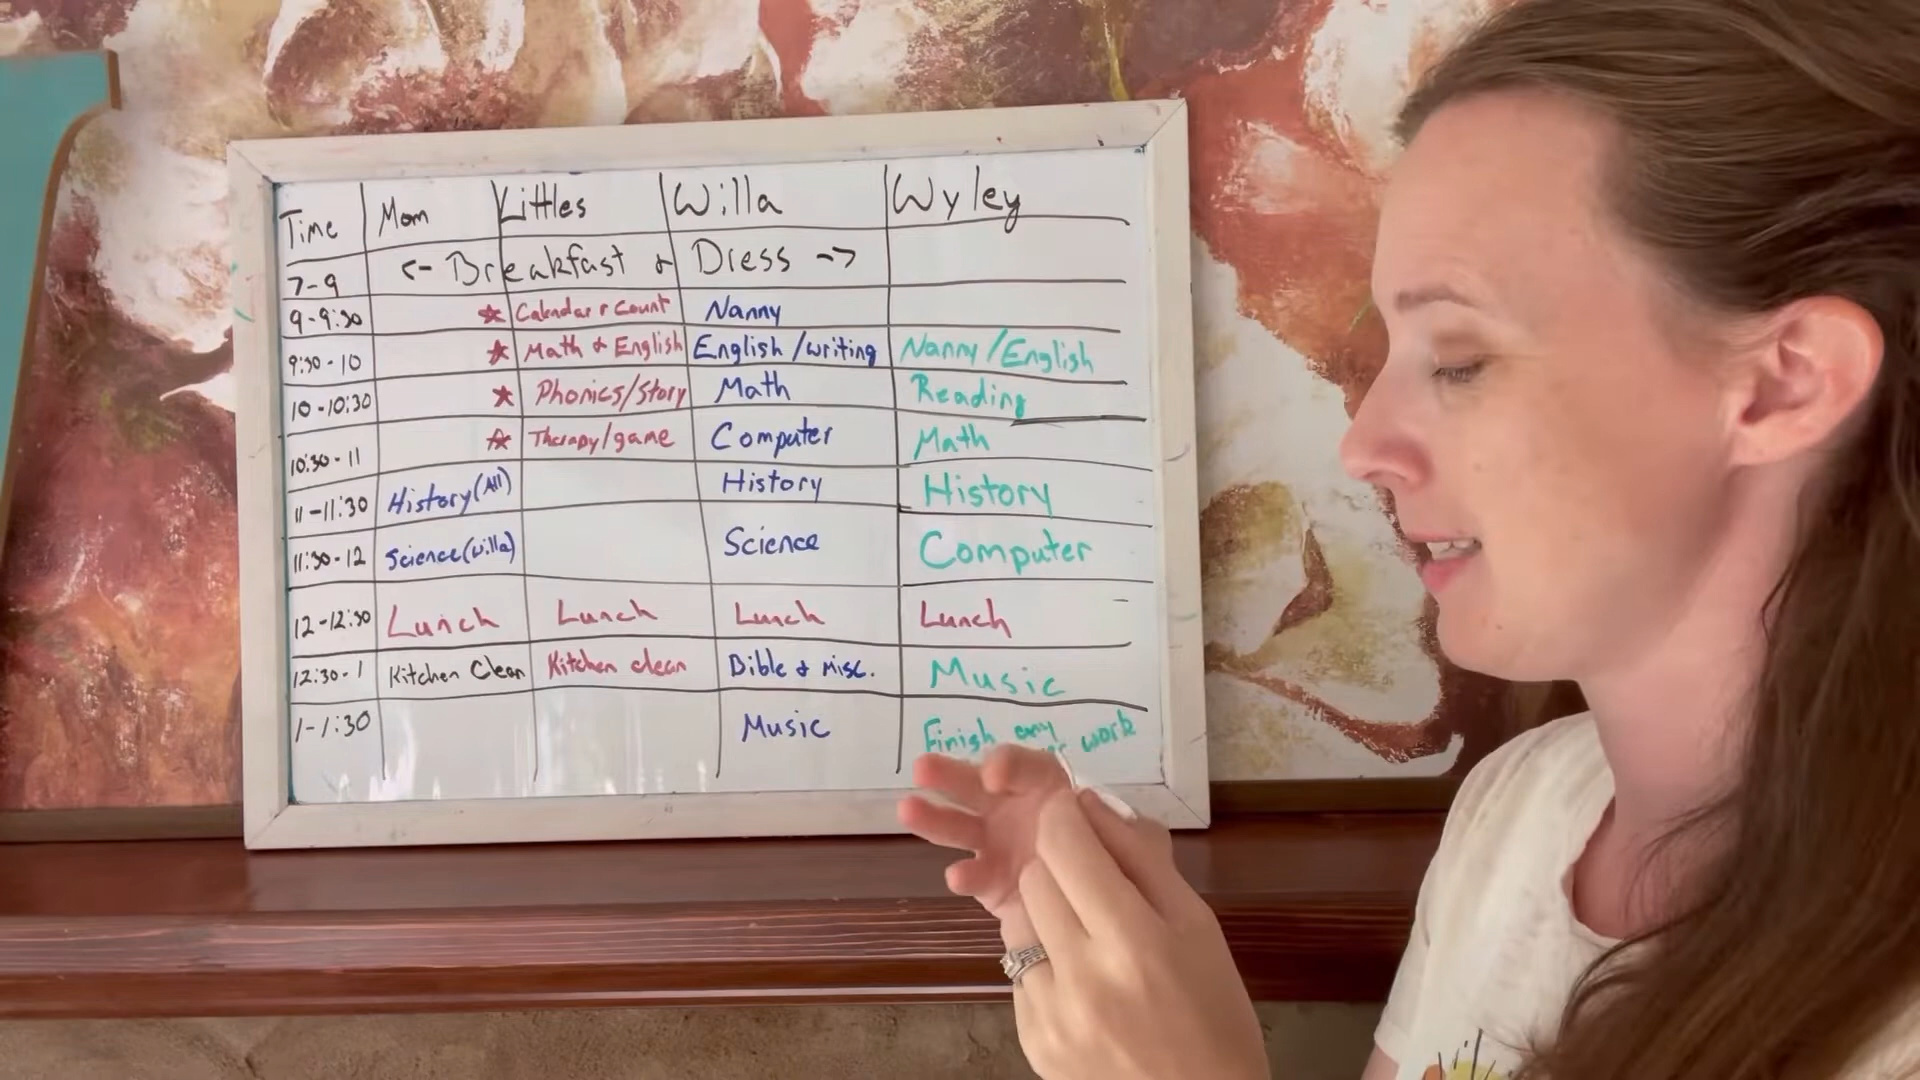 Time Mom Littles Willa Wyley
7-9 <- Breakfast & Dress ->
9-9:30 ★ Calendar & Count Nanny
9:30-10 ★ Math & English English/writing Nanny/English
10-10:30 ★ Phonics/Story Math Reading
10:30-11 ★ Therapy/game Computer Math
11-11:30 History(All) History History
11:30-12 Science(Willa) Science Computer
12-12:30 Lunch Lunch Lunch Lunch
12:30-1 Kitchen Clean Kitchen clean Bible & misc. Music
1-1:30 Music Finish any
work